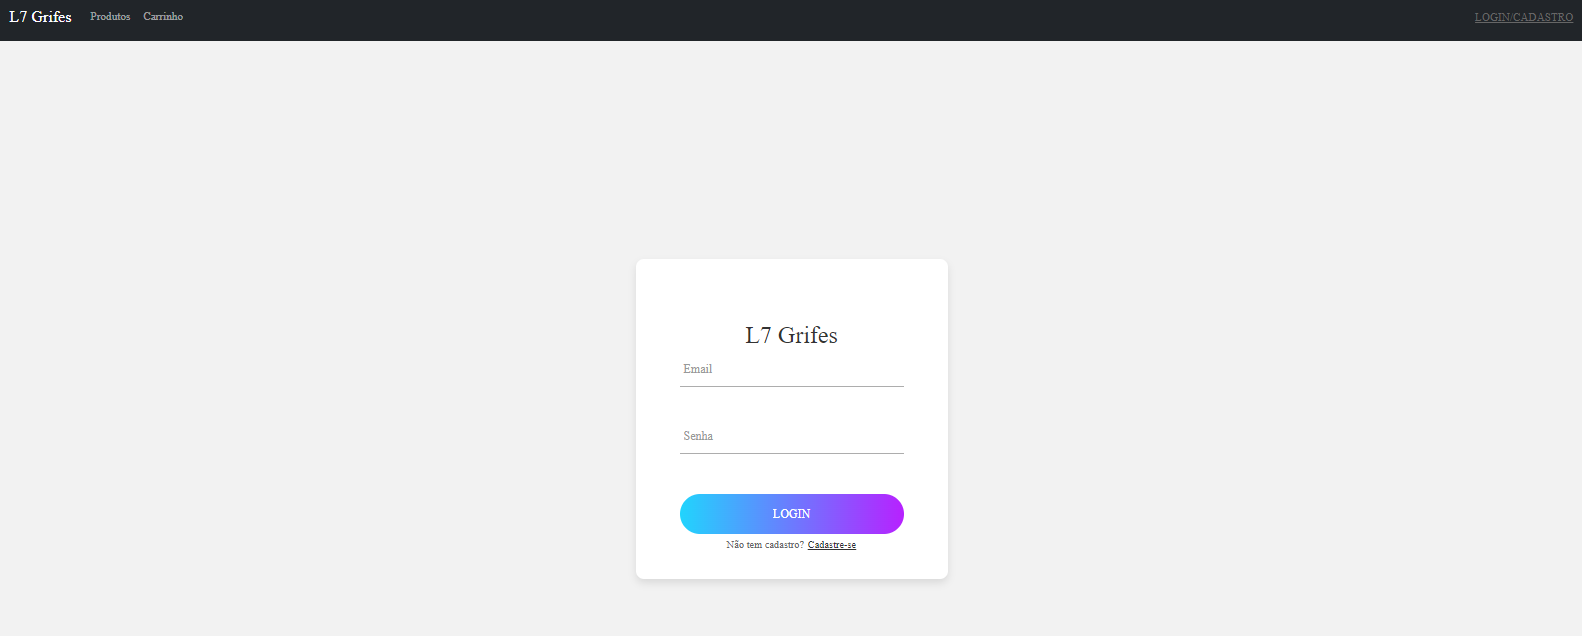 L7 Grifes Produtos Carrinho LOGIN/CADASTRO
L7 Grifes
Email
Senha
LOGIN
Não tem cadastro? Cadastre-se